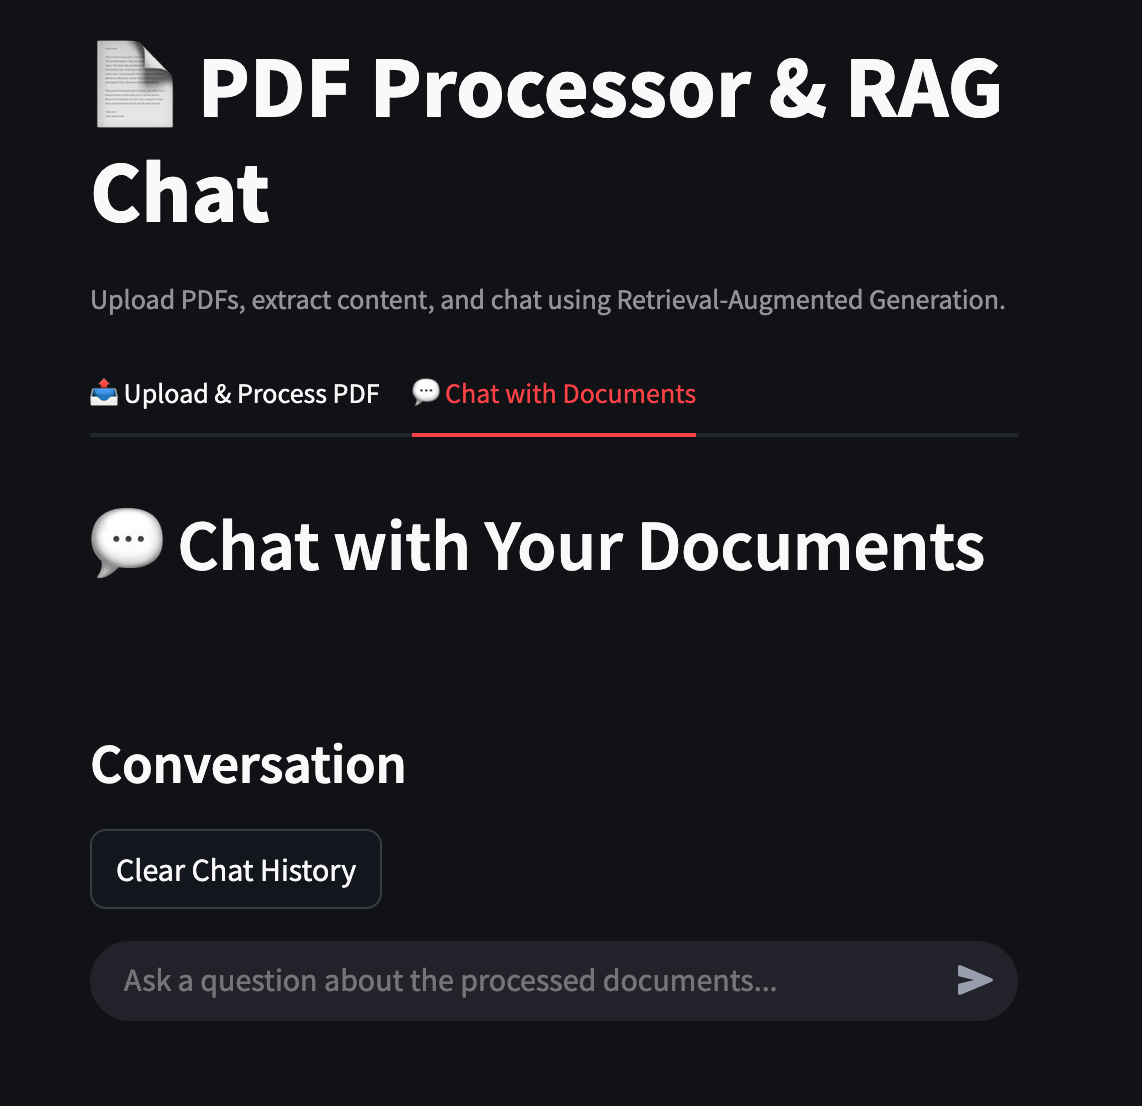 PDF Processor & RAG
Chat
Upload PDFs, extract content, and chat using Retrieval-Augmented Generation.
Upload & Process PDF
Chat with Documents
Chat with Your Documents
Conversation
Clear Chat History
Ask a question about the processed documents...